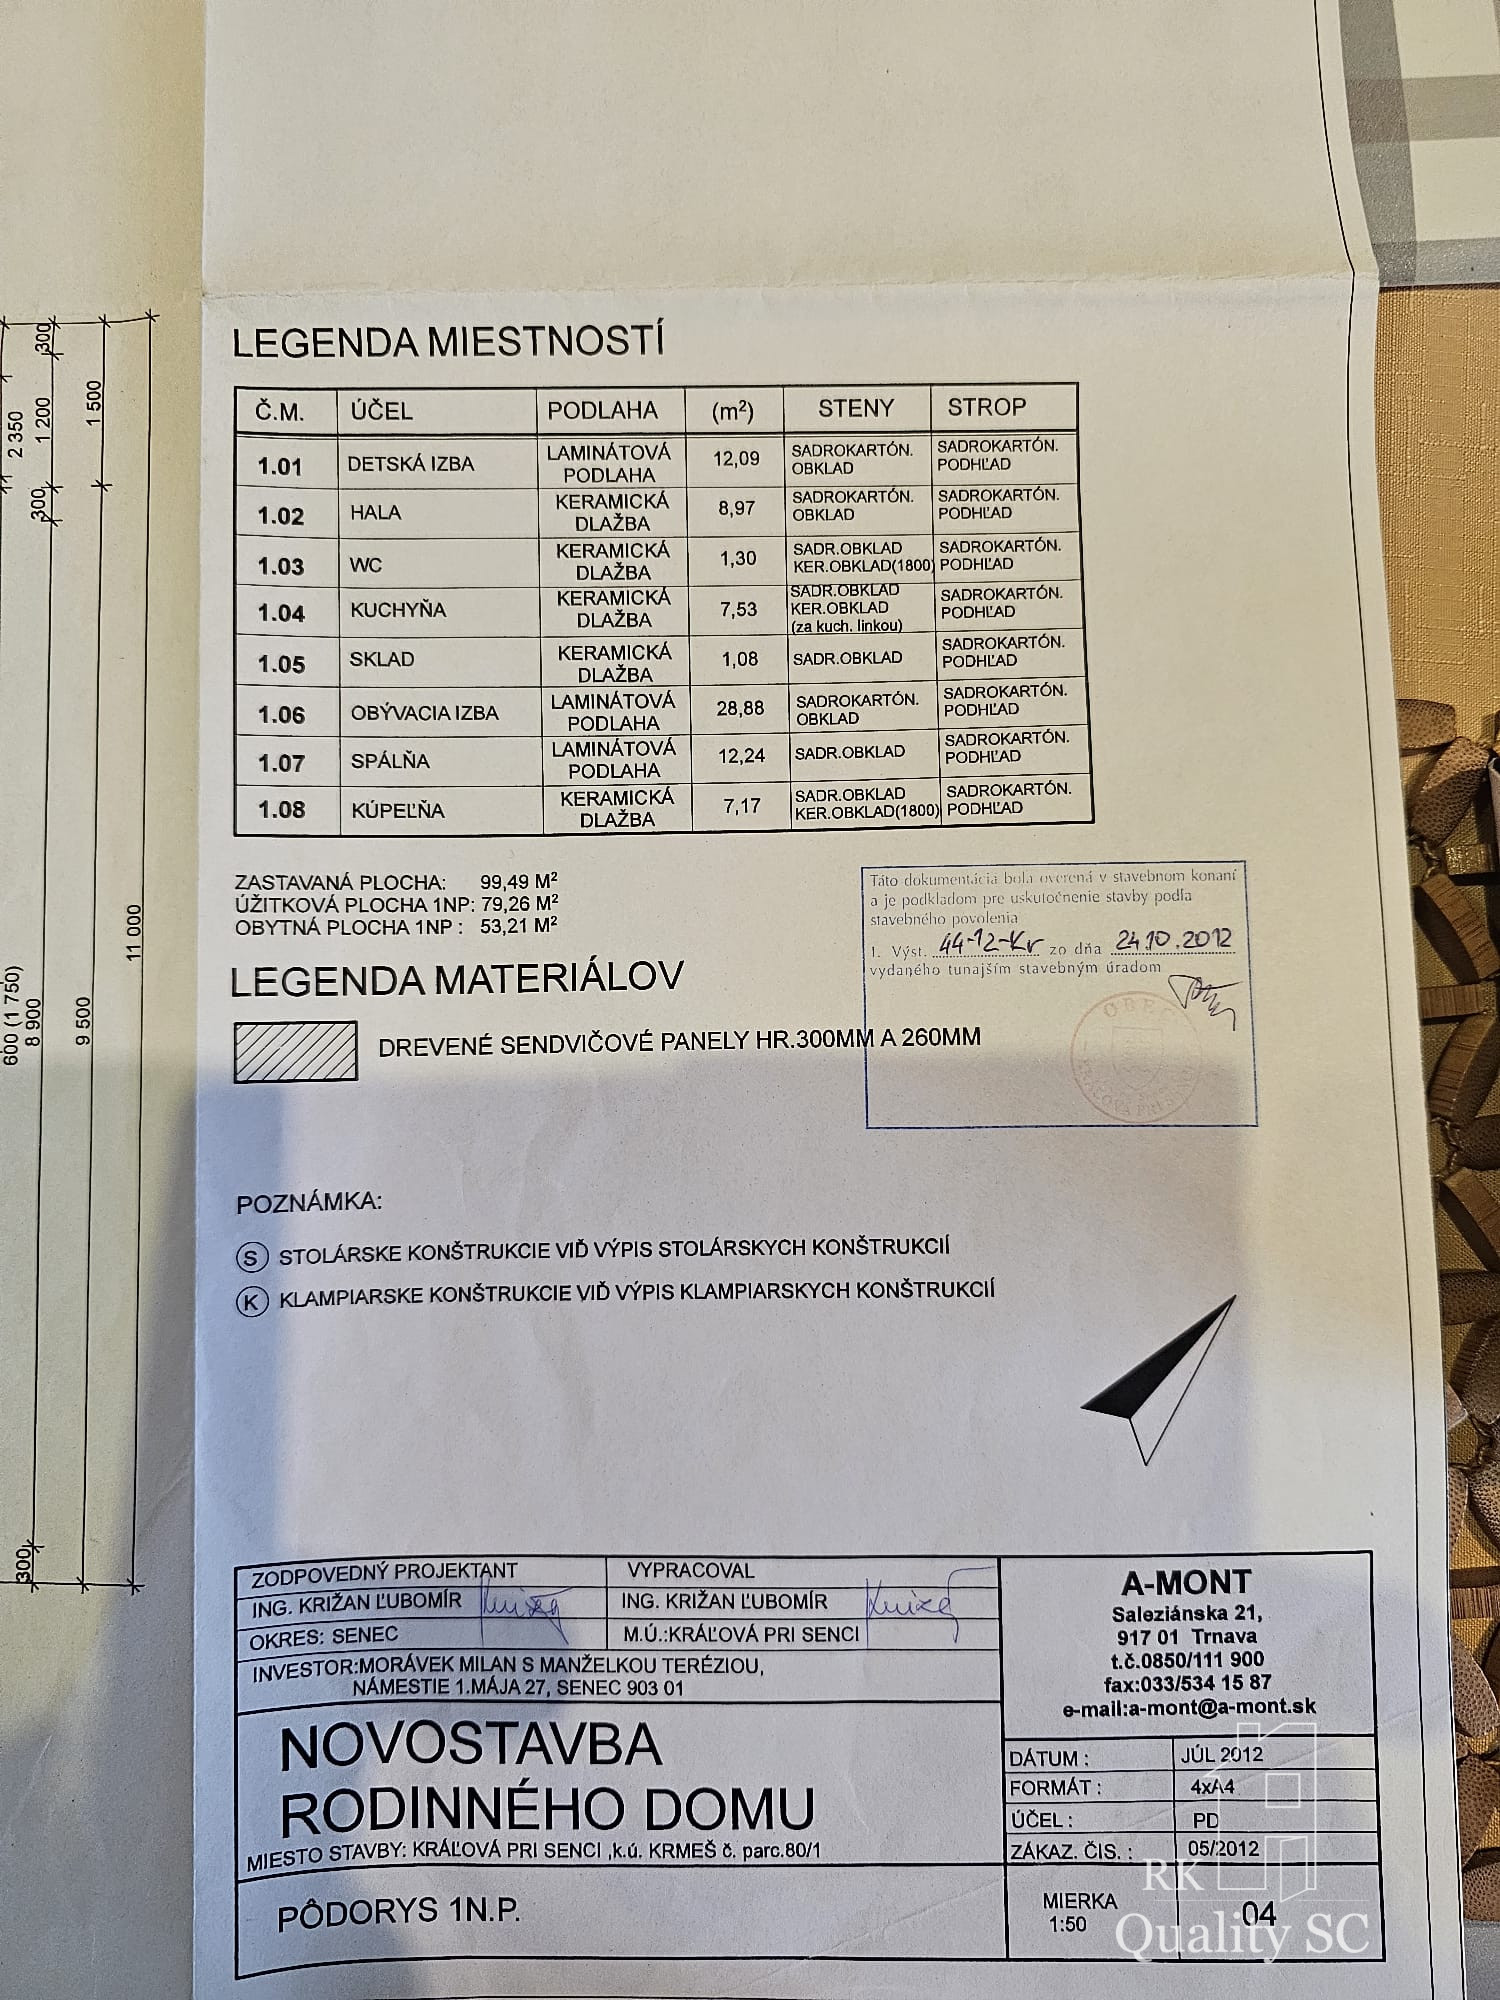 LEGENDA MIESTNOSTÍ
Č.M. ÚČEL PODLAHA (m²) STENY STROP
1.01 DETSKÁ IZBA LAMINÁTOVÁ PODLAHA 12,09 SADROKARTÓN. OBKLAD SADROKARTÓN. PODHĽAD
1.02 HALA KERAMICKÁ DLAŽBA 8,97 SADROKARTÓN. OBKLAD SADROKARTÓN. PODHĽAD
1.03 WC KERAMICKÁ DLAŽBA 1,30 SADR.OBKLAD KER.OBKLAD(1800) SADROKARTÓN. PODHĽAD
1.04 KUCHYŇA KERAMICKÁ DLAŽBA 7,53 SADR.OBKLAD KER.OBKLAD (za kuch. linkou) SADROKARTÓN. PODHĽAD
1.05 SKLAD KERAMICKÁ DLAŽBA 1,08 SADR.OBKLAD SADROKARTÓN. PODHĽAD
1.06 OBÝVACIA IZBA LAMINÁTOVÁ PODLAHA 28,88 SADROKARTÓN. OBKLAD SADROKARTÓN. PODHĽAD
1.07 SPÁLŇA LAMINÁTOVÁ PODLAHA 12,24 SADR.OBKLAD SADROKARTÓN. PODHĽAD
1.08 KÚPEĽŇA KERAMICKÁ DLAŽBA 7,17 SADR.OBKLAD KER.OBKLAD(1800) SADROKARTÓN. PODHĽAD
ZASTAVANÁ PLOCHA: 99,49 M²
ÚŽITKOVÁ PLOCHA 1NP: 79,26 M²
OBYTNÁ PLOCHA 1NP : 53,21 M²
Táto dokumentácia bola overená v stavebnom konaní
a je podkladom pre uskutočnenie stavby podľa
stavebného povolenia
1. Výst. 44-12-Kr zo dňa 24.10.2012
vydaného tunajším stavebným úradom
OBEC
LEGENDA MATERIÁLOV
DREVENÉ SENDVIČOVÉ PANELY HR.300MM A 260MM
POZNÁMKA:
S STOLÁRSKE KONŠTRUKCIE VIĎ VÝPIS STOLÁRSKYCH KONŠTRUKCIÍ
K KLAMPIARSKE KONŠTRUKCIE VIĎ VÝPIS KLAMPIARSKYCH KONŠTRUKCIÍ
300
1 200
2 350
1 500
300
11 000
600 (1 750)
8 900
9 500
300
ZODPOVEDNÝ PROJEKTANT VYPRACOVAL
ING. KRIŽAN ĽUBOMÍR ING. KRIŽAN ĽUBOMÍR
OKRES: SENEC M.Ú.:KRÁĽOVÁ PRI SENCI
INVESTOR:MORÁVEK MILAN S MANŽELKOU TERÉZIOU,
NÁMESTIE 1.MÁJA 27, SENEC 903 01
NOVOSTAVBA
RODINNÉHO DOMU
MIESTO STAVBY: KRÁĽOVÁ PRI SENCI ,k.ú. KRMEŠ č. parc.80/1
PÔDORYS 1N.P.
A-MONT
Saleziánska 21,
917 01 Trnava
t.č.0850/111 900
fax:033/534 15 87
e-mail:a-mont@a-mont.sk
DÁTUM : JÚL 2012
FORMÁT : 4xA4
ÚČEL : PD
ZÁKAZ. ČIS. : 05/2012
MIERKA
1:50
04
RK
Quality SC